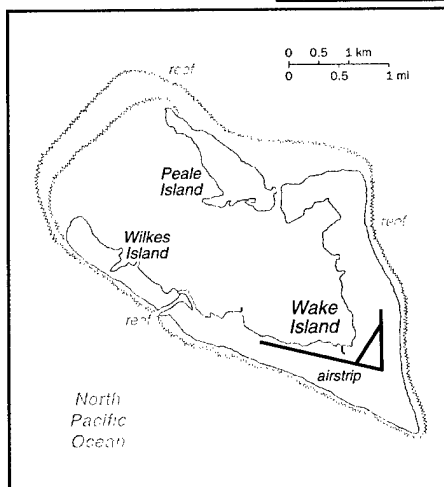 0 0.5 1 km
0 0.5 1 mi
reef
Peale
Island
reef
Wilkes
Island
Wake
Island
reef
airstrip
North
Pacific
Ocean